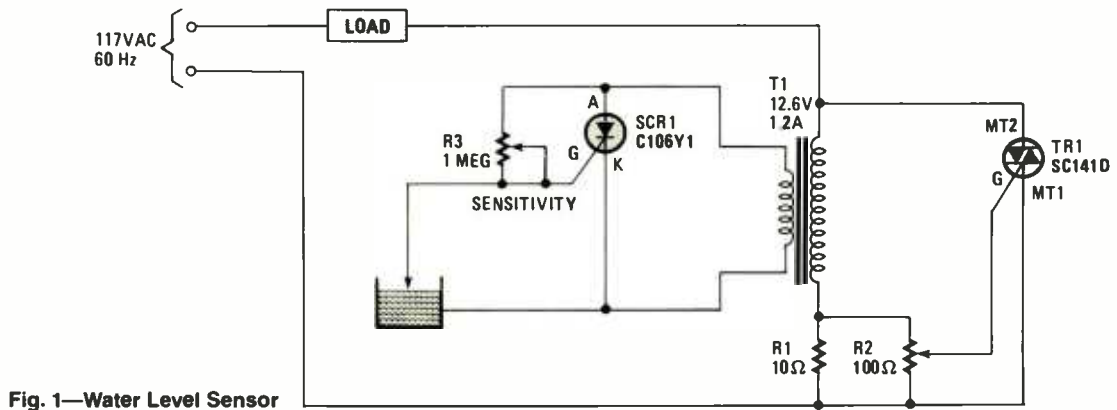 117VAC
60 Hz
LOAD
T1
12.6V
1.2A
A
SCR1
C106Y1
R3
1 MEG
G
K
SENSITIVITY
MT2
TR1
SC141D
G
MT1
R1
10Ω
R2
100Ω
Fig. 1—Water Level Sensor